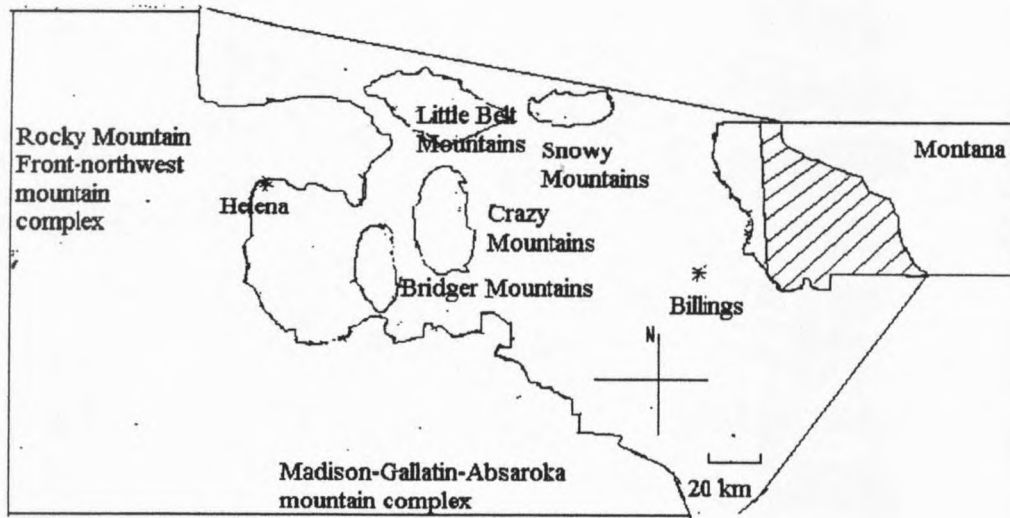 Little Belt
Mountains
Snowy
Mountains
Rocky Mountain
Front-northwest
mountain
complex
Montana
Helena
Crazy
Mountains
Bridger Mountains
Billings
N
20 km
Madison-Gallatin-Absaroka
mountain complex